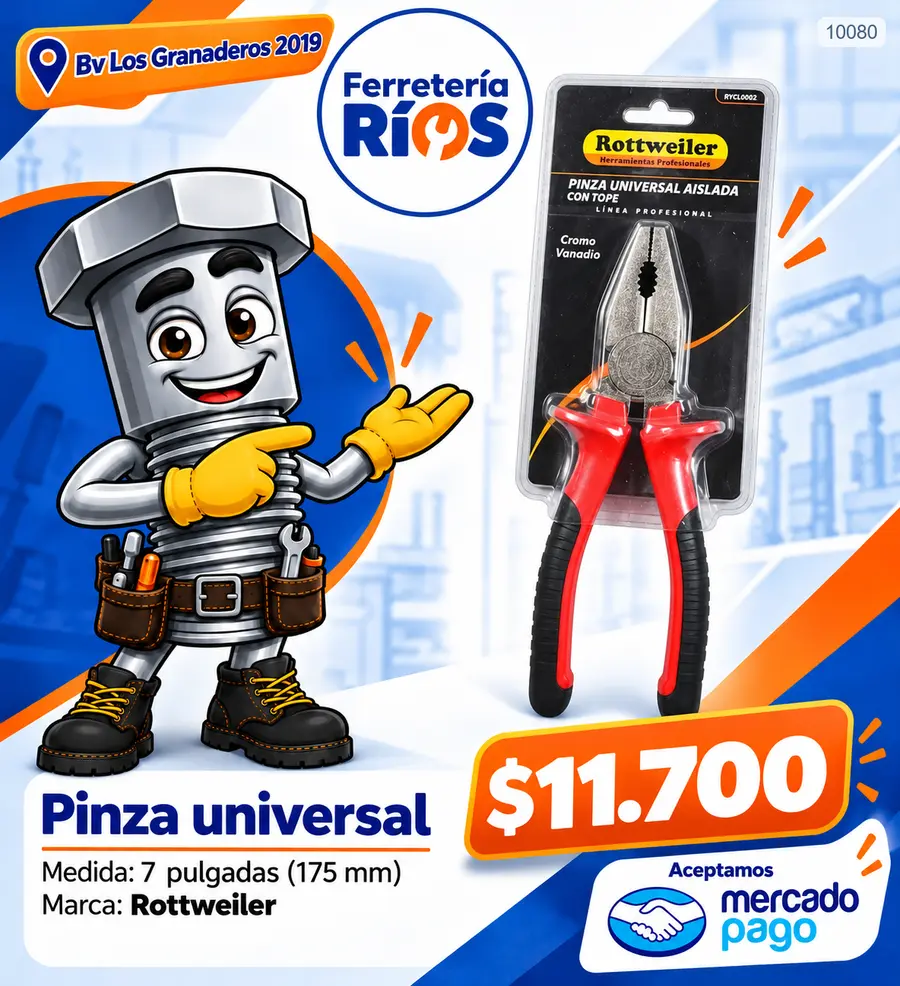 Bv Los Granaderos 2019
Ferretería
RÍOS
10080
RYCL0002
Rottweiler
Herramientas Profesionales
PINZA UNIVERSAL AISLADA
CON TOPE
LÍNEA PROFESIONAL
Cromo
Vanadio
$11.700
Pinza universal
Medida: 7 pulgadas (175 mm)
Marca: Rottweiler
Aceptamos
mercado
pago